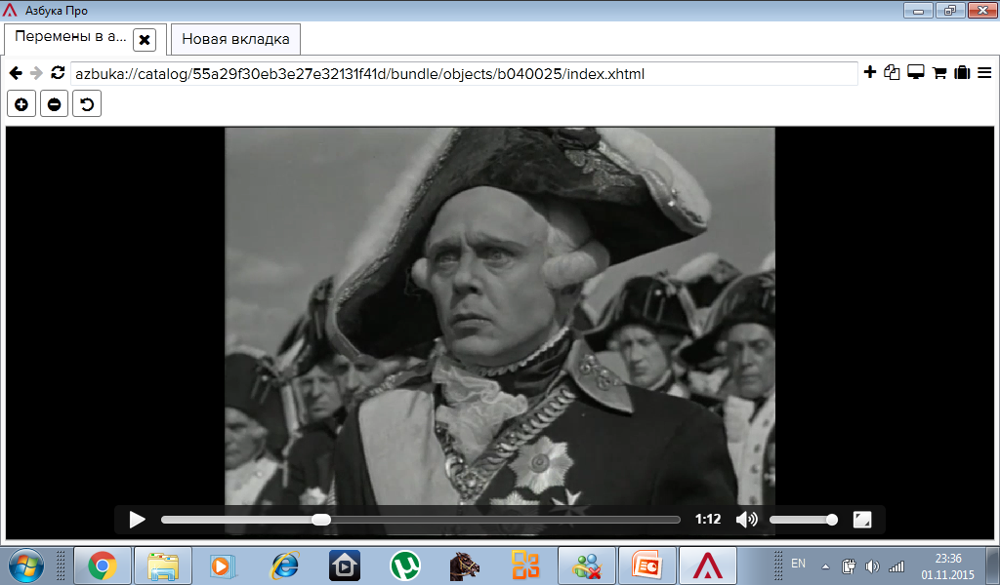 Азбука Про
Перемены в а...
Новая вкладка
azbuka://catalog/55a29f30eb3e27e32131f41d/bundle/objects/b040025/index.xhtml
1:12
EN
23:36
01.11.2015